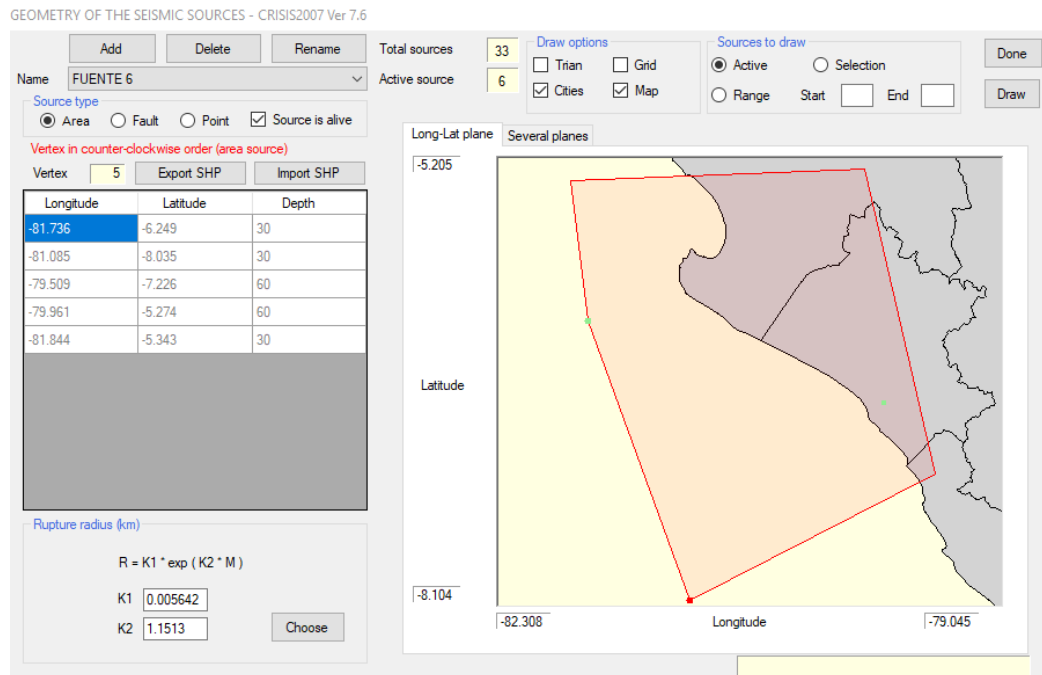 GEOMETRY OF THE SEISMIC SOURCES - CRISIS2007 Ver 7.6
Add Delete Rename
Name FUENTE 6
Source type
Area Fault Point Source is alive
Vertex in counter-clockwise order (area source)
Vertex 5 Export SHP Import SHP
Longitude Latitude Depth
-81.736 -6.249 30
-81.085 -8.035 30
-79.509 -7.226 60
-79.961 -5.274 60
-81.844 -5.343 30
Rupture radius (km)
R = K1 * exp ( K2 * M )
K1 0.005642
K2 1.1513 Choose
Total sources 33
Active source 6
Draw options
Trian Grid
Cities Map
Sources to draw
Active Selection
Range Start End
Done
Draw
Long-Lat plane Several planes
-5.205
Latitude
-8.104
-82.308 Longitude -79.045